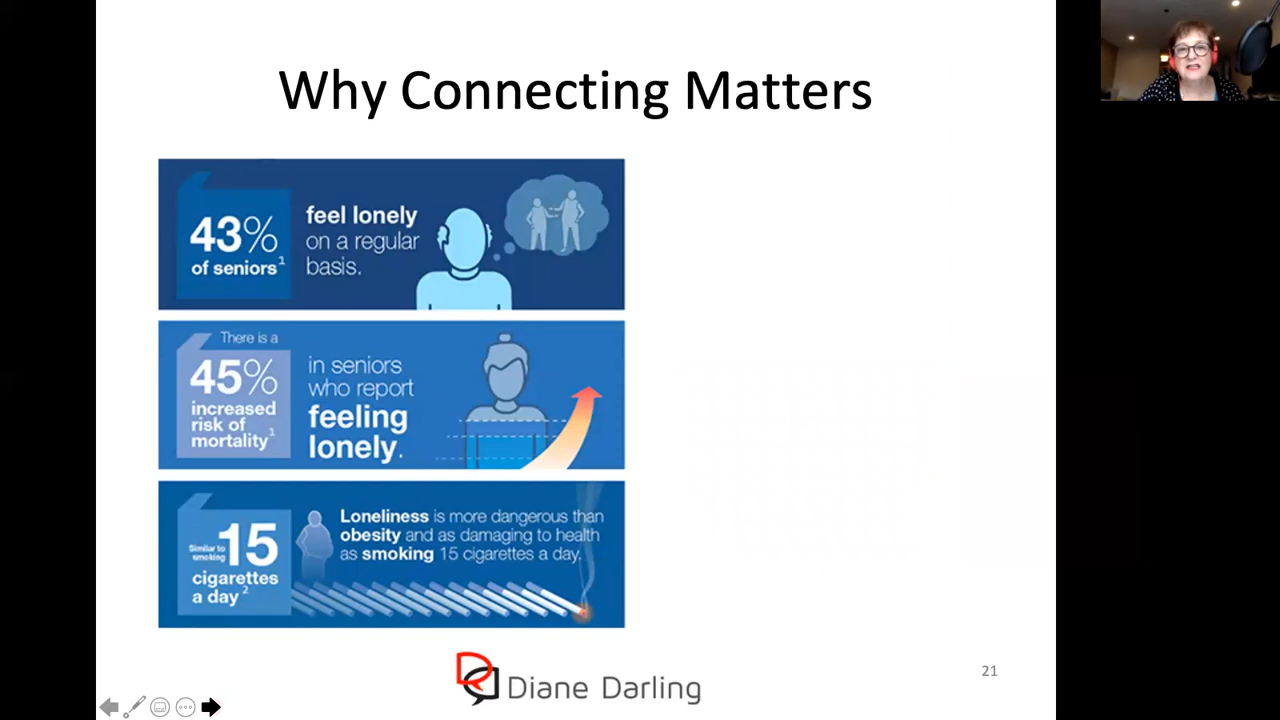 Why Connecting Matters
43%
of seniors1
feel lonely
on a regular
basis.
There is a
45%
increased
risk of
mortality1
in seniors
who report
feeling
lonely.
Similar to
smoking
15
cigarettes
a day2
Loneliness is more dangerous than
obesity and as damaging to health
as smoking 15 cigarettes a day.
Diane Darling
21